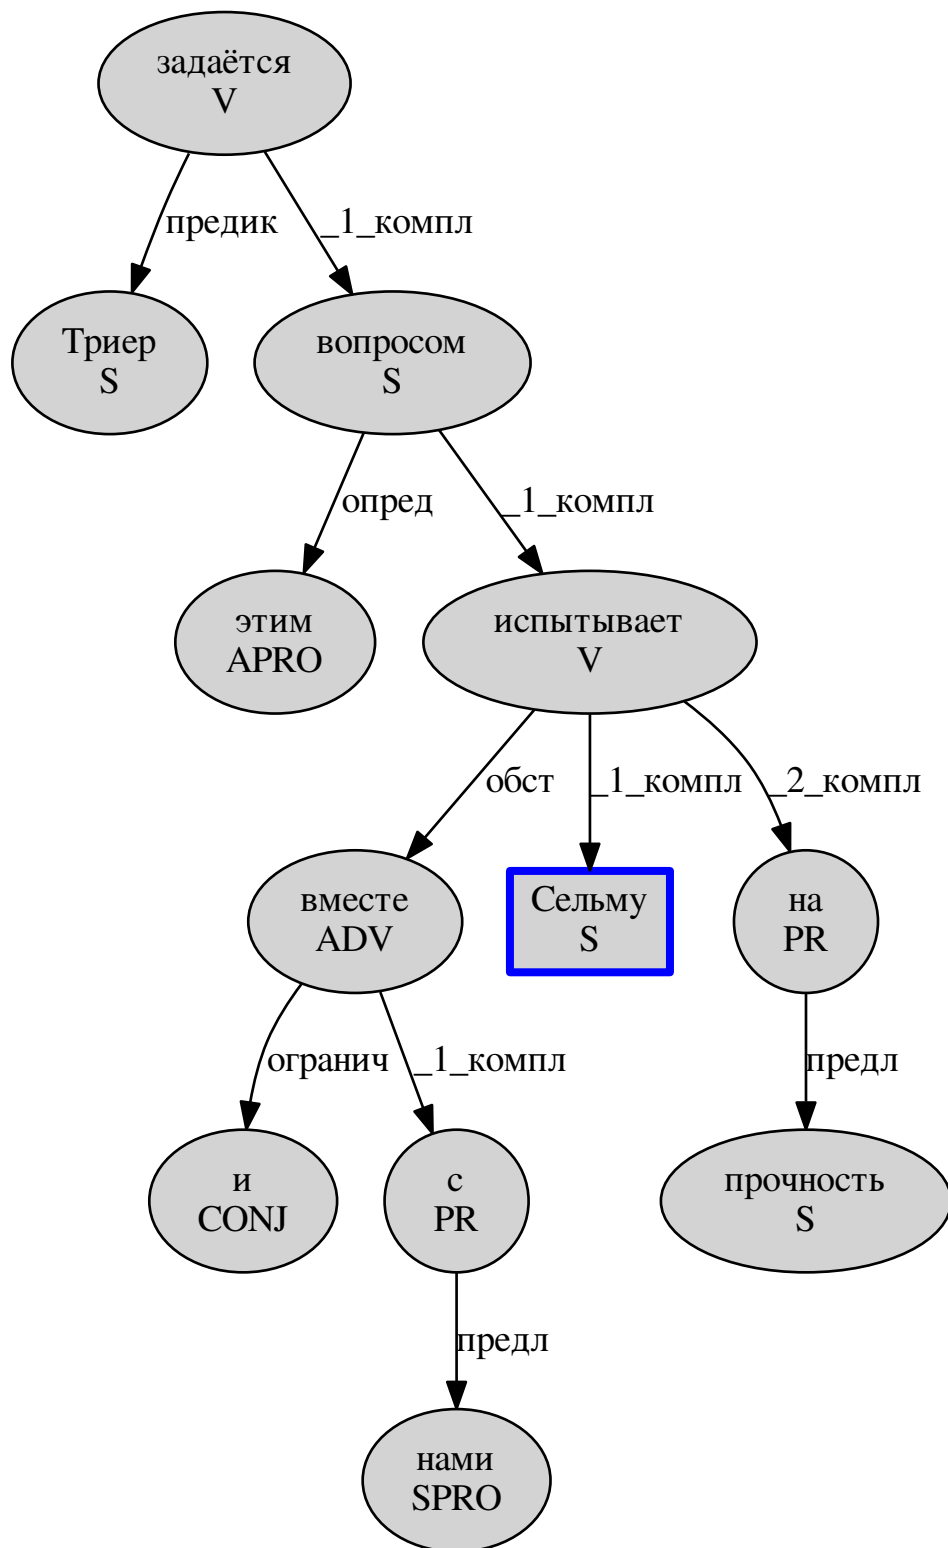 задаётся
V
предик
_1_компл
Триер
S
вопросом
S
опред
_1_компл
этим
APRO
испытывает
V
обст
_1_компл
_2_компл
вместе
ADV
Сельму
S
на
PR
огранич
_1_компл
предл
и
CONJ
с
PR
прочность
S
предл
нами
SPRO